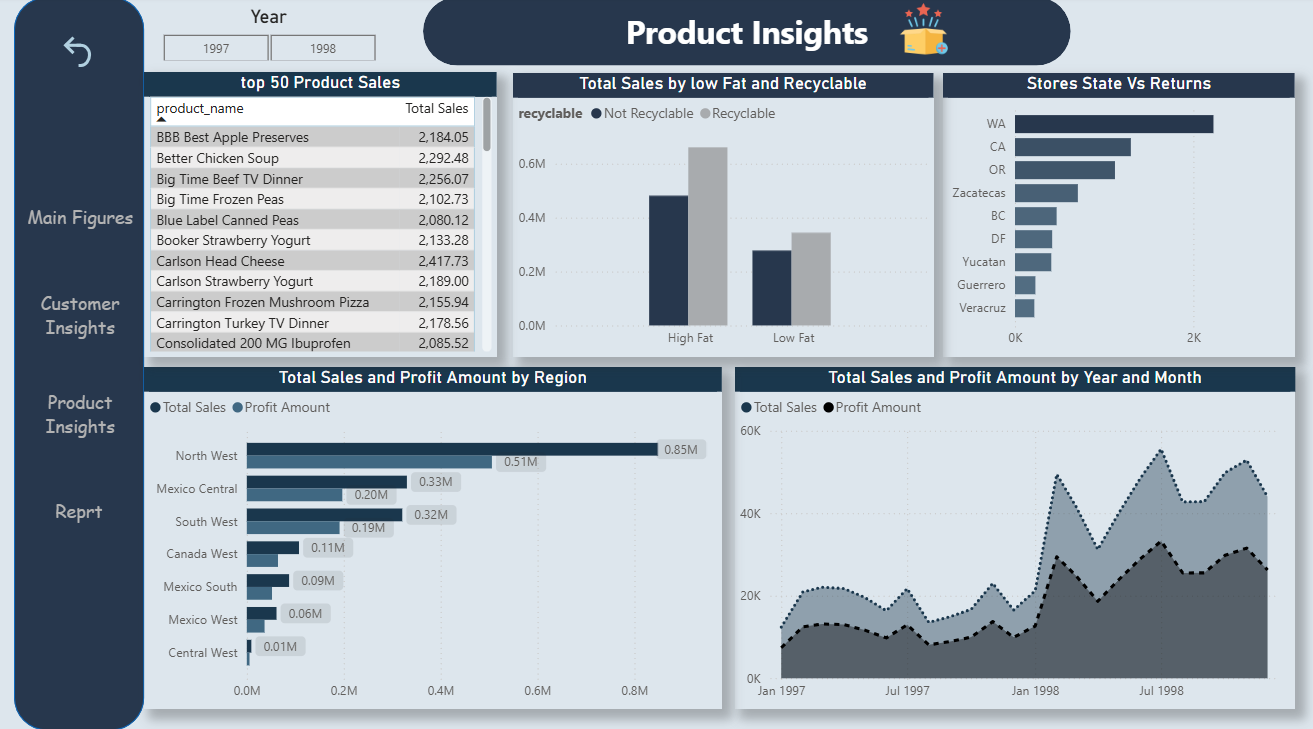 Year
1997 1998
Product Insights
Main Figures
Customer
Insights
Product
Insights
Reprt
top 50 Product Sales
product_name Total Sales
BBB Best Apple Preserves 2,184.05
Better Chicken Soup 2,292.48
Big Time Beef TV Dinner 2,256.07
Big Time Frozen Peas 2,102.73
Blue Label Canned Peas 2,080.12
Booker Strawberry Yogurt 2,133.28
Carlson Head Cheese 2,417.73
Carlson Strawberry Yogurt 2,189.00
Carrington Frozen Mushroom Pizza 2,155.94
Carrington Turkey TV Dinner 2,178.56
Consolidated 200 MG Ibuprofen 2,085.52
Total Sales by low Fat and Recyclable
recyclable Not Recyclable Recyclable
0.6M
0.4M
0.2M
0.0M
High Fat Low Fat
Stores State Vs Returns
WA
CA
OR
Zacatecas
BC
DF
Yucatan
Guerrero
Veracruz
0K 2K
Total Sales and Profit Amount by Region
Total Sales Profit Amount
North West 0.85M
0.51M
Mexico Central 0.33M
0.20M
South West 0.32M
0.19M
Canada West 0.11M
Mexico South 0.09M
Mexico West 0.06M
Central West 0.01M
0.0M 0.2M 0.4M 0.6M 0.8M
Total Sales and Profit Amount by Year and Month
Total Sales Profit Amount
60K
40K
20K
0K
Jan 1997 Jul 1997 Jan 1998 Jul 1998